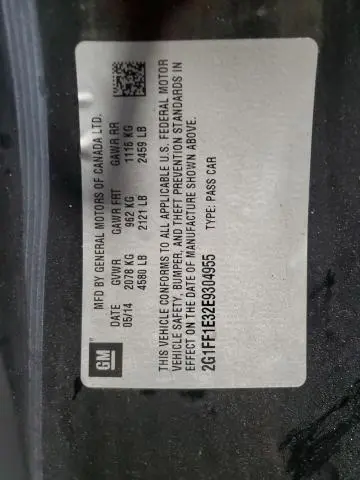 MFD BY GENERAL MOTORS OF CANADA LTD.
DATE GVWR GAWR FRT GAWR RR
05/14 2078 KG 962 KG 1116 KG
4580 LB 2121 LB 2459 LB
THIS VEHICLE CONFORMS TO ALL APPLICABLE U.S. FEDERAL MOTOR
VEHICLE SAFETY, BUMPER, AND THEFT PREVENTION STANDARDS IN
EFFECT ON THE DATE OF MANUFACTURE SHOWN ABOVE.
2G1FF1E32E9304955 TYPE: PASS CAR
GM